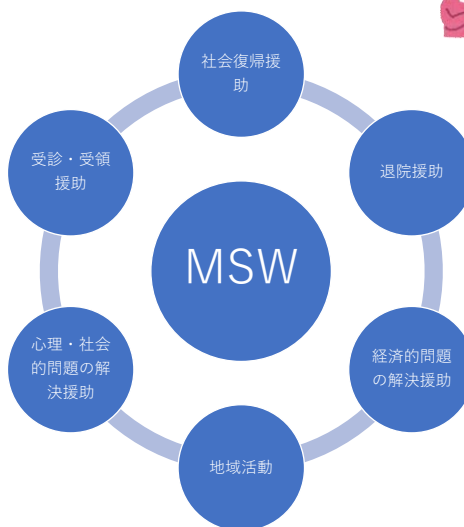 社会復帰援
助
受診・受領
援助
退院援助
MSW
心理・社会
的問題の解
決援助
経済的問題
の解決援助
地域活動